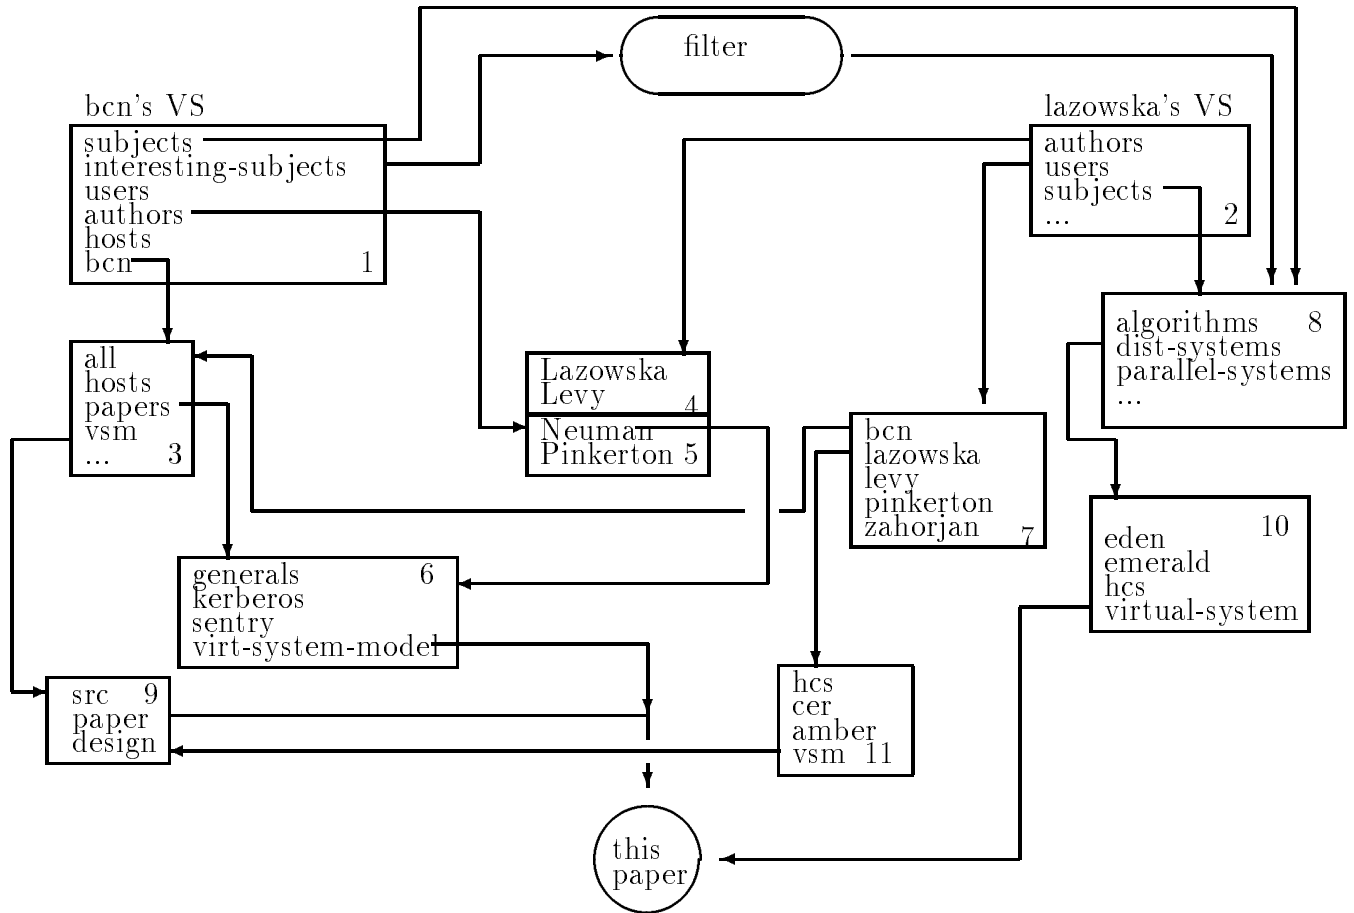 filter
bcn's VS
subjects
interesting-subjects
users
authors
hosts
bcn 1
lazowska's VS
authors
users
subjects
... 2
all
hosts
papers
vsm
... 3
Lazowska
Levy 4
Neuman
Pinkerton 5
bcn
lazowska
levy
pinkerton
zahorjan 7
algorithms 8
dist-systems
parallel-systems
...
generals 6
kerberos
sentry
virt-system-model
10
eden
emerald
hcs
virtual-system
src 9
paper
design
hcs
cer
amber
vsm 11
this
paper